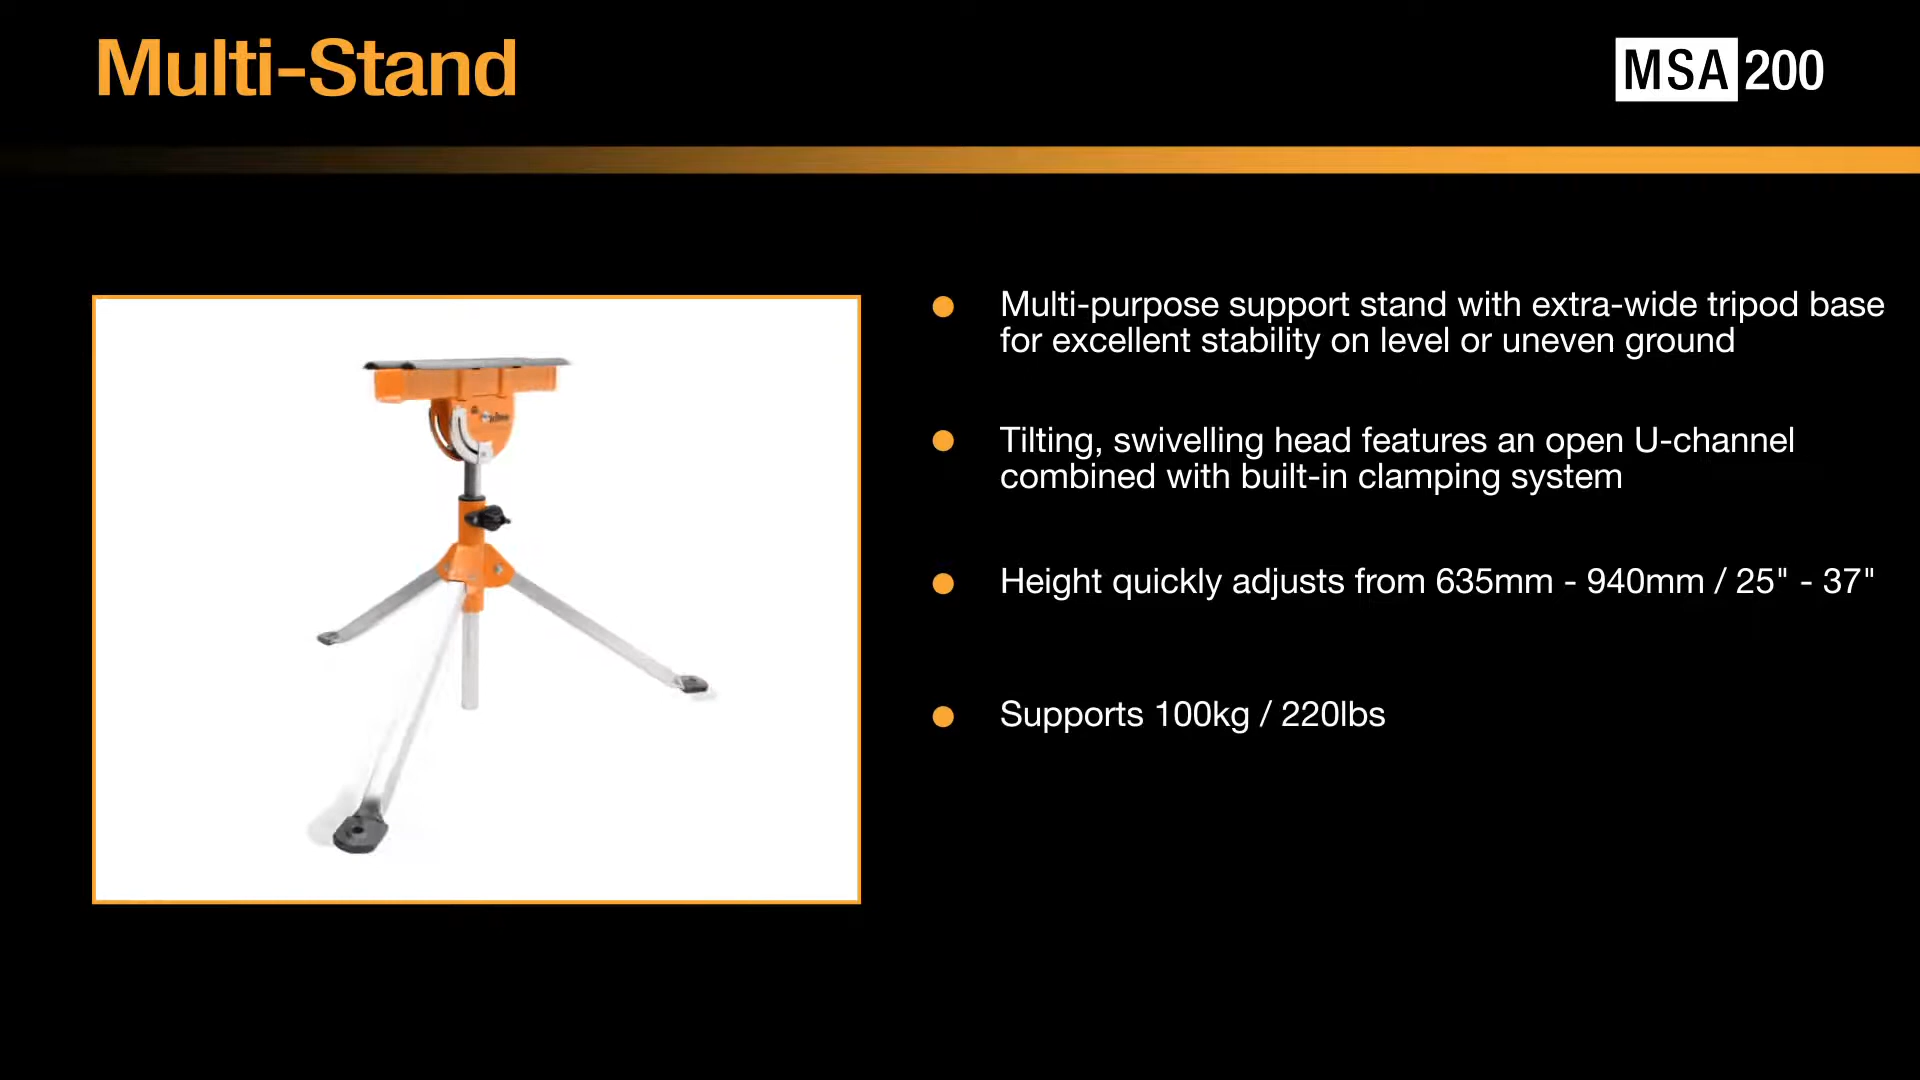 Multi-Stand
MSA 200
Multi-purpose support stand with extra-wide tripod base
for excellent stability on level or uneven ground
Tilting, swivelling head features an open U-channel
combined with built-in clamping system
Height quickly adjusts from 635mm - 940mm / 25" - 37"
Supports 100kg / 220lbs